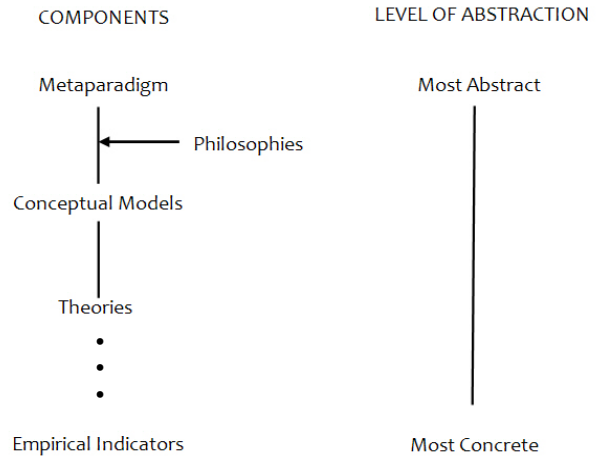 COMPONENTS
LEVEL OF ABSTRACTION
Metaparadigm
Most Abstract
Philosophies
Conceptual Models
Theories
Empirical Indicators
Most Concrete